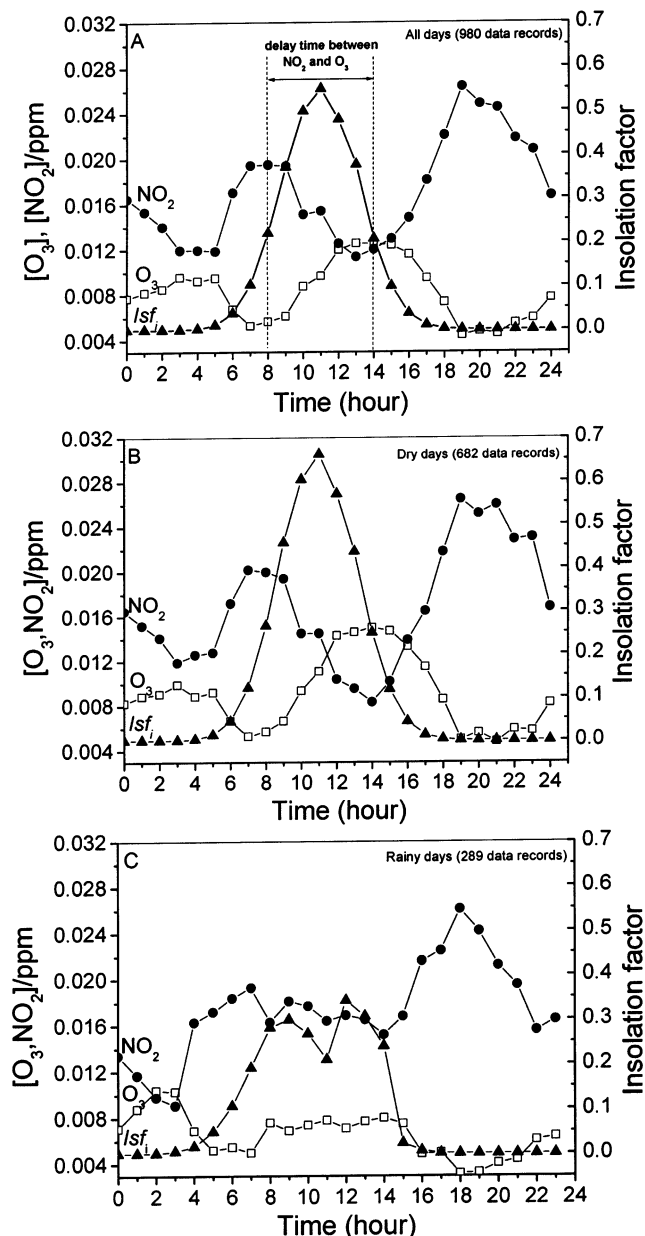 A
delay time between
NO₂ and O₃
All days (980 data records)
0.032
0.028
0.024
0.020
0.016
0.012
0.008
0.004
[O₃], [NO₂]/ppm
NO₂
O₃
Isfᵢ
0.7
0.6
0.5
0.4
0.3
0.2
0.1
0.0
Insolation factor
0 2 4 6 8 10 12 14 16 18 20 22 24
Time (hour)
B
Dry days (682 data records)
0.032
0.028
0.024
0.020
0.016
0.012
0.008
0.004
[O₃,NO₂]/ppm
NO₂
O₃
Isfᵢ
0.7
0.6
0.5
0.4
0.3
0.2
0.1
0.0
Insolation factor
0 2 4 6 8 10 12 14 16 18 20 22 24
Time (hour)
C
Rainy days (289 data records)
0.032
0.028
0.024
0.020
0.016
0.012
0.008
0.004
[O₃,NO₂]/ppm
NO₂
O₃
Isfᵢ
0.7
0.6
0.5
0.4
0.3
0.2
0.1
0.0
Insolation factor
0 2 4 6 8 10 12 14 16 18 20 22 24
Time (hour)